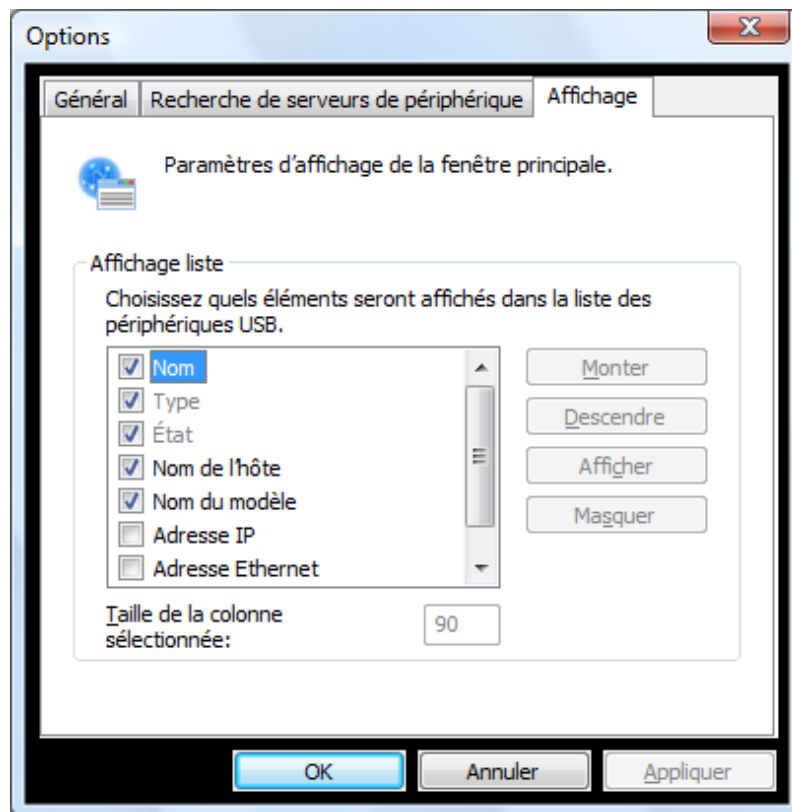 Options
Général
Recherche de serveurs de périphérique
Affichage
Paramètres d’affichage de la fenêtre principale.
Affichage liste
Choisissez quels éléments seront affichés dans la liste des
périphériques USB.
Nom
Type
État
Nom de l'hôte
Nom du modèle
Adresse IP
Adresse Ethernet
Monter
Descendre
Afficher
Masquer
Taille de la colonne
sélectionnée:
90
OK
Annuler
Appliquer